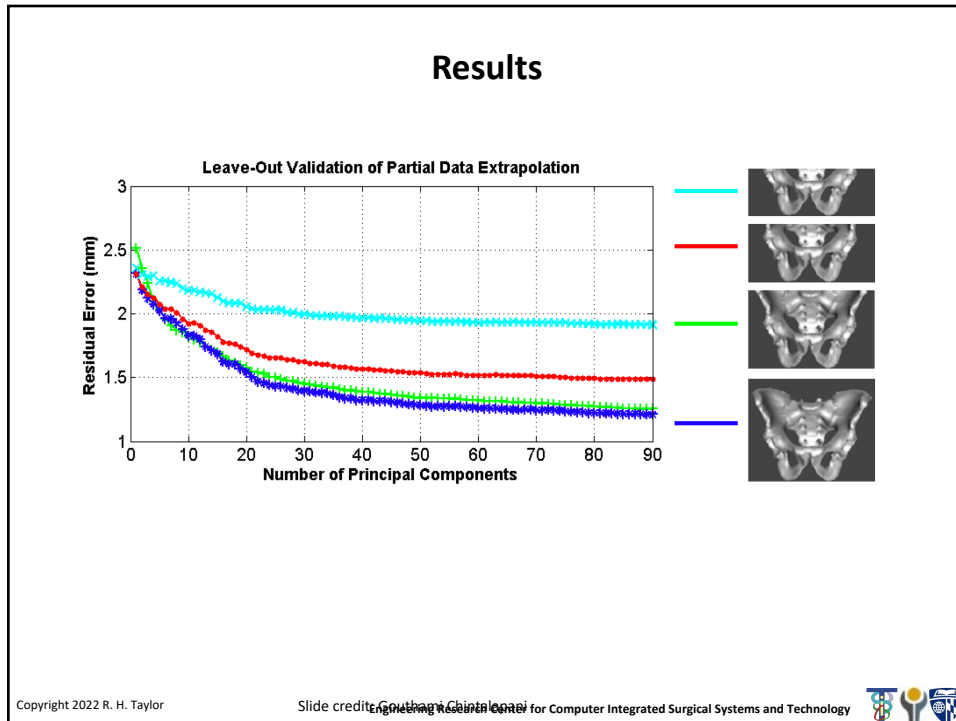 Results
Leave-Out Validation of Partial Data Extrapolation
3
2.5
2
1.5
1
Residual Error (mm)
0 10 20 30 40 50 60 70 80 90
Number of Principal Components
Copyright 2022 R. H. Taylor
Slide credit: Gouthami Chintalapani
Engineering Research Center for Computer Integrated Surgical Systems and Technology